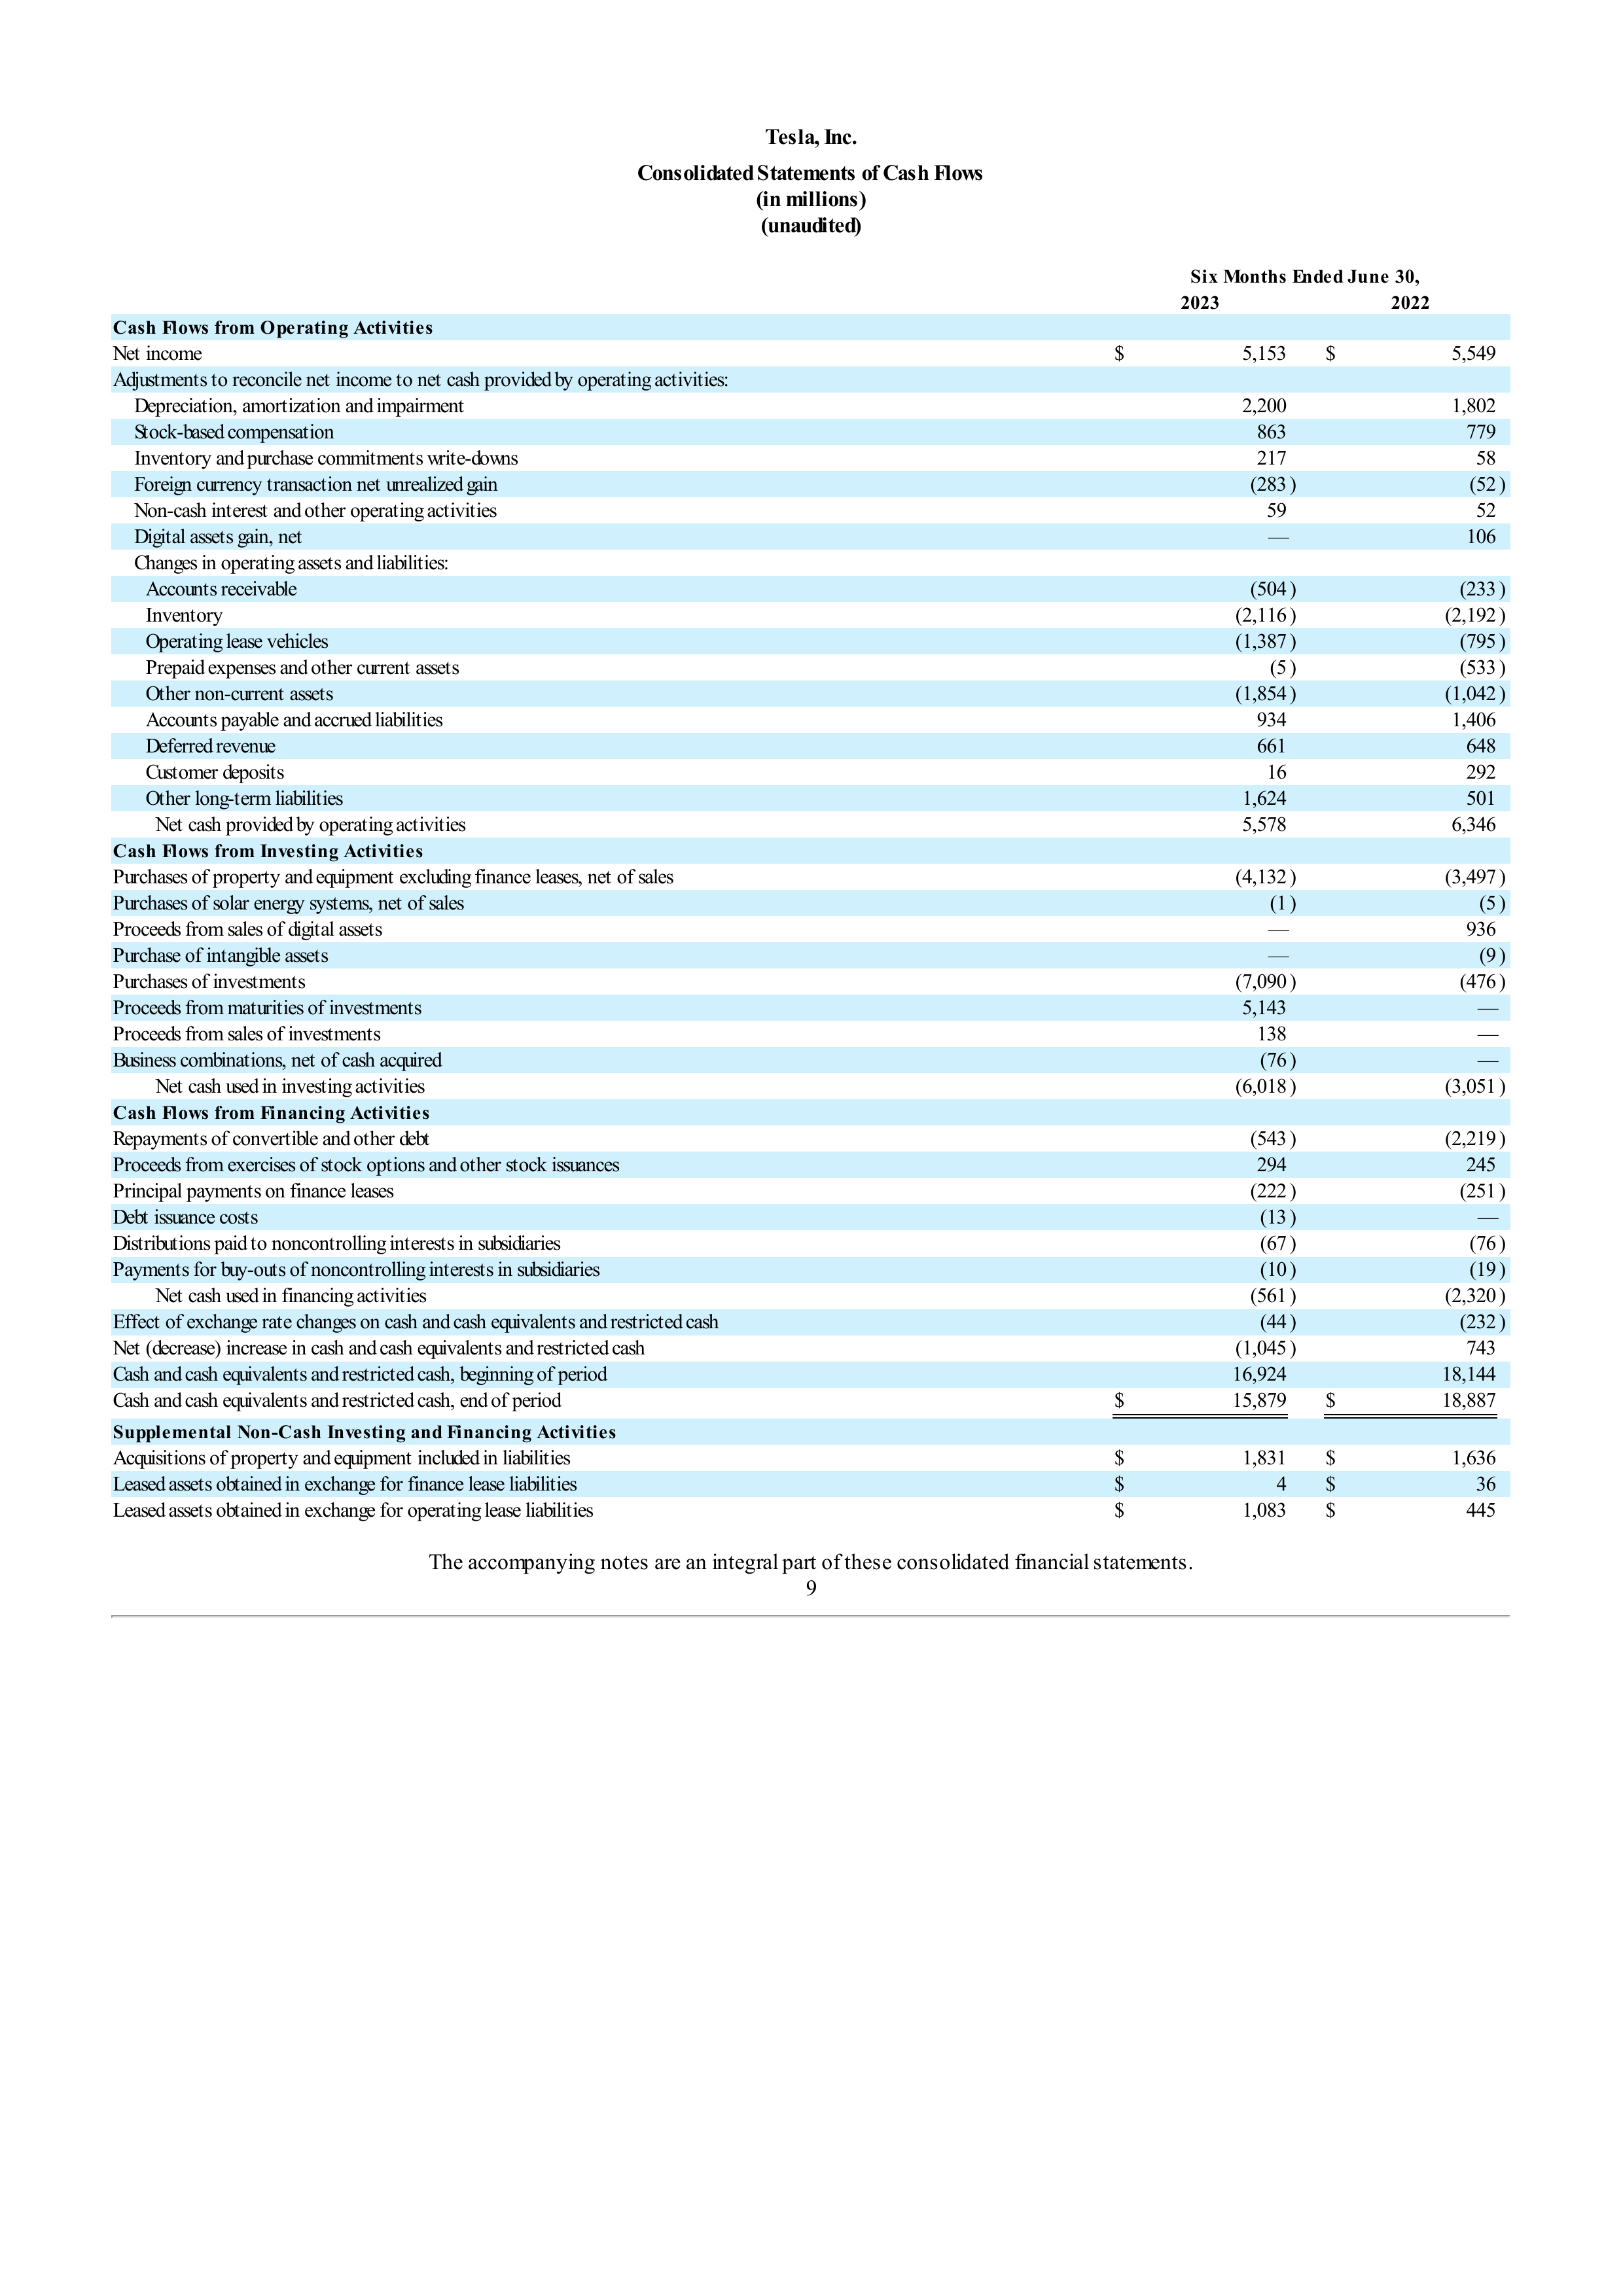 Tesla, Inc.
Consolidated Statements of Cash Flows
(in millions)
(unaudited)
Six Months Ended June 30,
2023 2022
Cash Flows from Operating Activities
Net income $ 5,153 $ 5,549
Adjustments to reconcile net income to net cash provided by operating activities:
Depreciation, amortization and impairment 2,200 1,802
Stock-based compensation 863 779
Inventory and purchase commitments write-downs 217 58
Foreign currency transaction net unrealized gain (283) (52)
Non-cash interest and other operating activities 59 52
Digital assets gain, net — 106
Changes in operating assets and liabilities:
Accounts receivable (504) (233)
Inventory (2,116) (2,192)
Operating lease vehicles (1,387) (795)
Prepaid expenses and other current assets (5) (533)
Other non-current assets (1,854) (1,042)
Accounts payable and accrued liabilities 934 1,406
Deferred revenue 661 648
Customer deposits 16 292
Other long-term liabilities 1,624 501
Net cash provided by operating activities 5,578 6,346
Cash Flows from Investing Activities
Purchases of property and equipment excluding finance leases, net of sales (4,132) (3,497)
Purchases of solar energy systems, net of sales (1) (5)
Proceeds from sales of digital assets — 936
Purchase of intangible assets — (9)
Purchases of investments (7,090) (476)
Proceeds from maturities of investments 5,143 —
Proceeds from sales of investments 138 —
Business combinations, net of cash acquired (76) —
Net cash used in investing activities (6,018) (3,051)
Cash Flows from Financing Activities
Repayments of convertible and other debt (543) (2,219)
Proceeds from exercises of stock options and other stock issuances 294 245
Principal payments on finance leases (222) (251)
Debt issuance costs (13) —
Distributions paid to noncontrolling interests in subsidiaries (67) (76)
Payments for buy-outs of noncontrolling interests in subsidiaries (10) (19)
Net cash used in financing activities (561) (2,320)
Effect of exchange rate changes on cash and cash equivalents and restricted cash (44) (232)
Net (decrease) increase in cash and cash equivalents and restricted cash (1,045) 743
Cash and cash equivalents and restricted cash, beginning of period 16,924 18,144
Cash and cash equivalents and restricted cash, end of period $ 15,879 $ 18,887
Supplemental Non-Cash Investing and Financing Activities
Acquisitions of property and equipment included in liabilities $ 1,831 $ 1,636
Leased assets obtained in exchange for finance lease liabilities $ 4 $ 36
Leased assets obtained in exchange for operating lease liabilities $ 1,083 $ 445
The accompanying notes are an integral part of these consolidated financial statements.
9